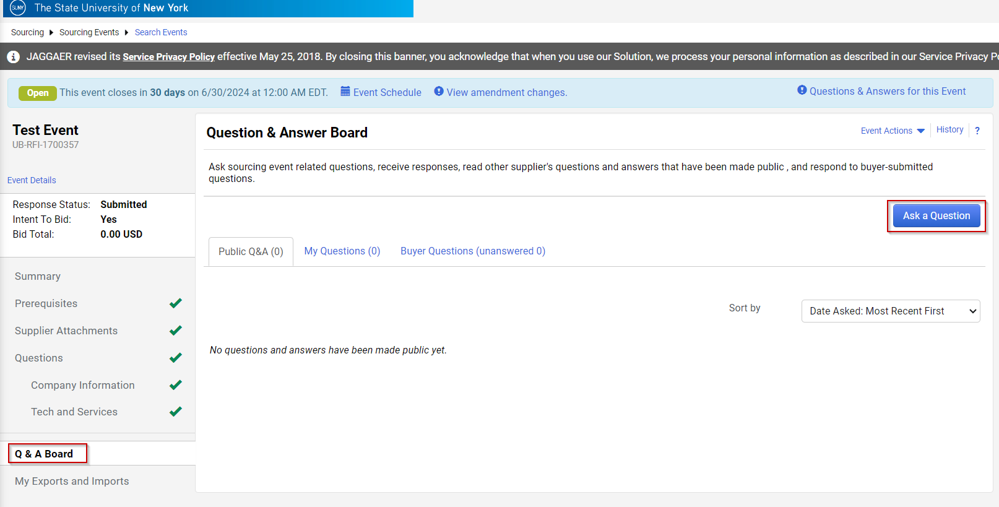 SUNY The State University of New York
Sourcing Sourcing Events Search Events
JAGGAER revised its Service Privacy Policy effective May 25, 2018. By closing this banner, you acknowledge that when you use our Solution, we process your personal information as described in our Service Privacy
Open This event closes in 30 days on 6/30/2024 at 12:00 AM EDT. Event Schedule View amendment changes. Questions & Answers for this Event
Test Event
UB-RFI-1700357
Event Details
Response Status: Submitted
Intent To Bid: Yes
Bid Total: 0.00 USD
Summary
Prerequisites
Supplier Attachments
Questions
Company Information
Tech and Services
Q & A Board
My Exports and Imports
Question & Answer Board
Event Actions History ?
Ask sourcing event related questions, receive responses, read other supplier's questions and answers that have been made public , and respond to buyer-submitted
questions.
Ask a Question
Public Q&A (0) My Questions (0) Buyer Questions (unanswered 0)
Sort by Date Asked: Most Recent First
No questions and answers have been made public yet.